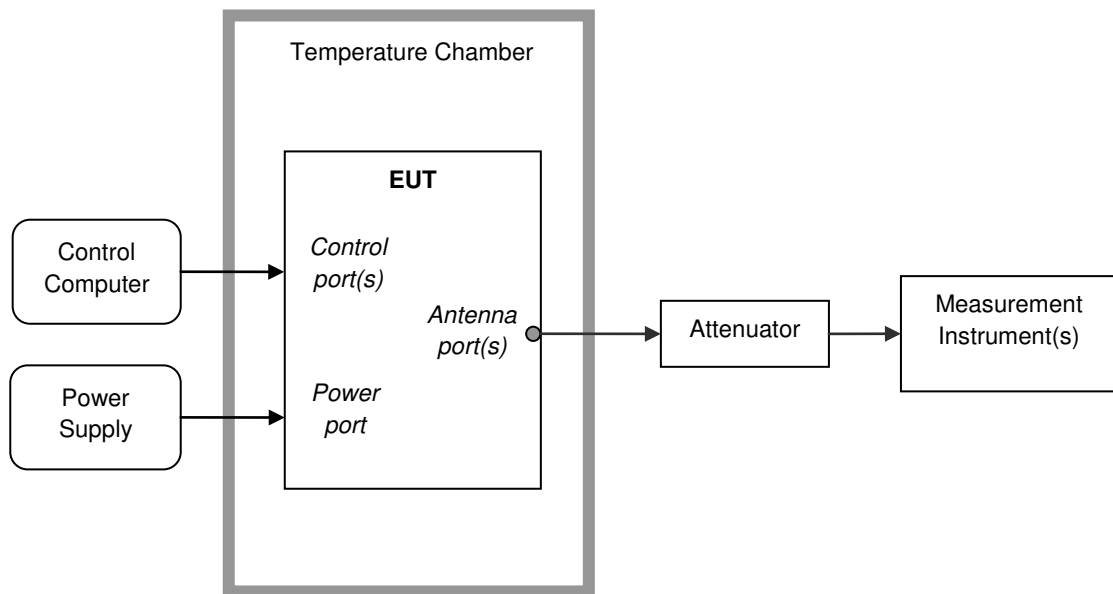 Temperature Chamber
EUT
Control
Computer
Control
port(s)
Antenna
port(s)
Attenuator
Measurement
Instrument(s)
Power
Supply
Power
port